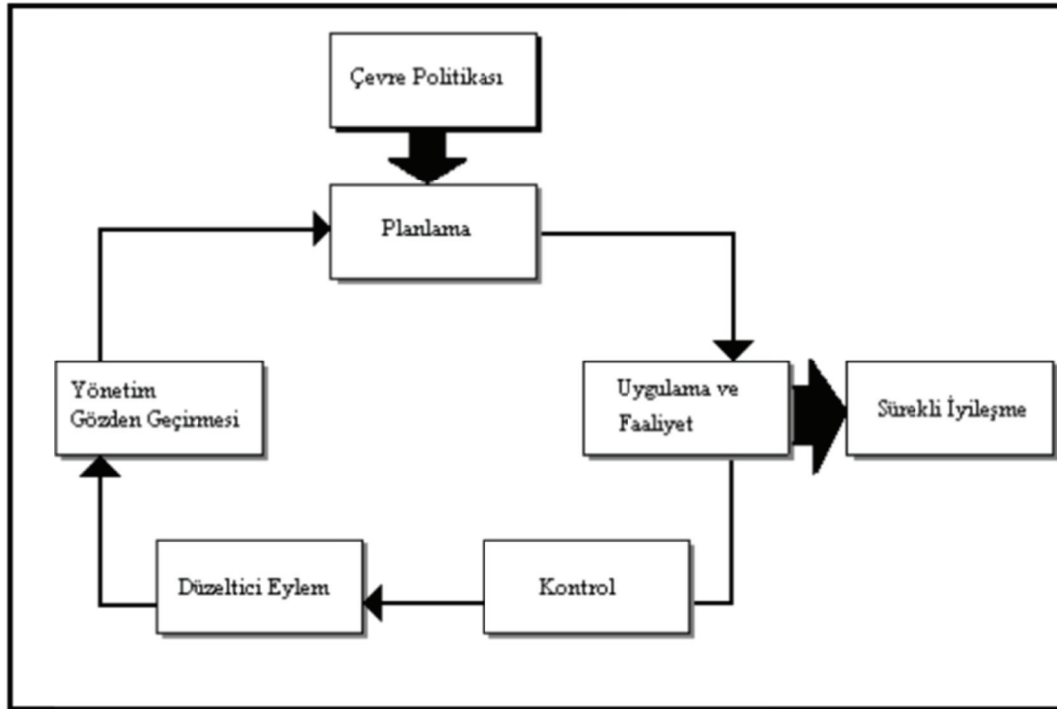 Çevre Politikası
Planlama
Yönetim
Gözden Geçirmesi
Uygulama ve
Faaliyet
Sürekli İyileşme
Düzeltici Eylem
Kontrol